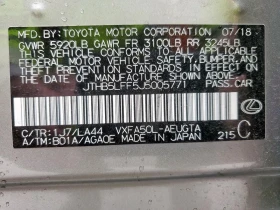 MFD. BY: TOYOTA MOTOR CORPORATION 07/18
GVWR 5920LB GAWR FR 3100LB RR 3245LB
THIS VEHICLE CONFORMS TO ALL APPLICABLE
FEDERAL MOTOR VEHICLE SAFETY, BUMPER, AND
THEFT PREVENTION STANDARDS IN EFFECT ON THE
DATE OF MANUFACTURE SHOWN ABOVE.
JTHB5LFF5J5005771 PASS.CAR
C/TR: 1J7/LA44 VXFA50L-AEUGTA
A/TM: B01A/AGA0E MADE IN JAPAN 215 C